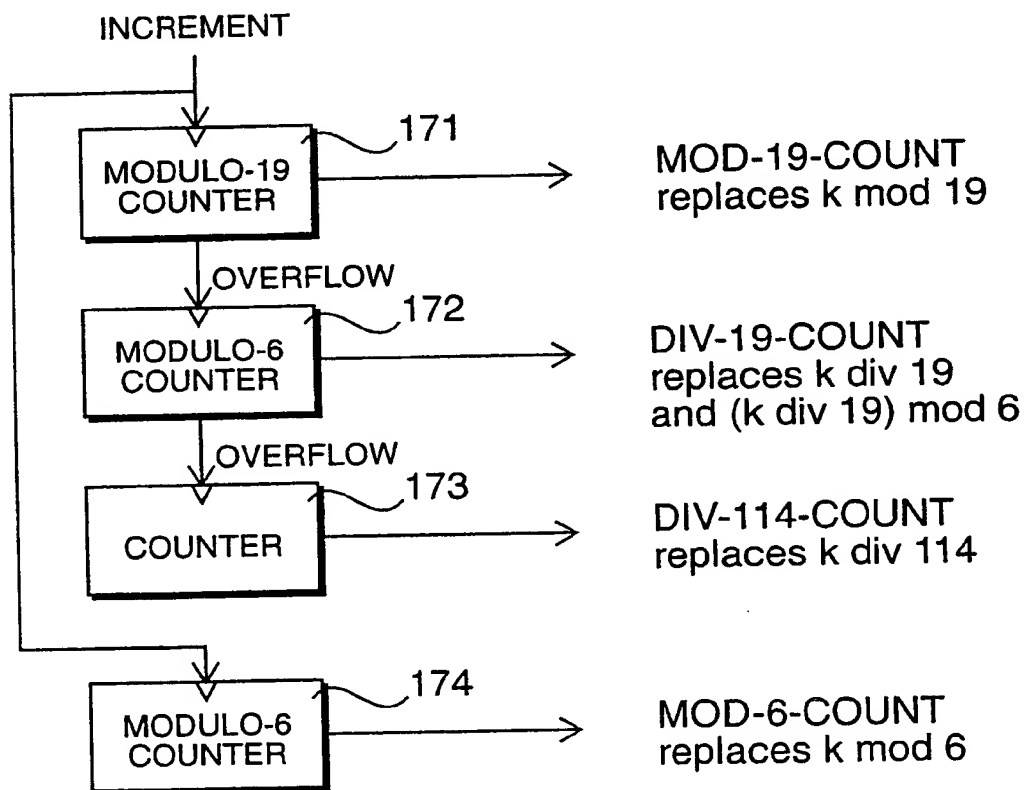 INCREMENT
171
MODULO-19
COUNTER
MOD-19-COUNT
replaces k mod 19
OVERFLOW
172
MODULO-6
COUNTER
DIV-19-COUNT
replaces k div 19
and (k div 19) mod 6
OVERFLOW
173
COUNTER
DIV-114-COUNT
replaces k div 114
174
MODULO-6
COUNTER
MOD-6-COUNT
replaces k mod 6